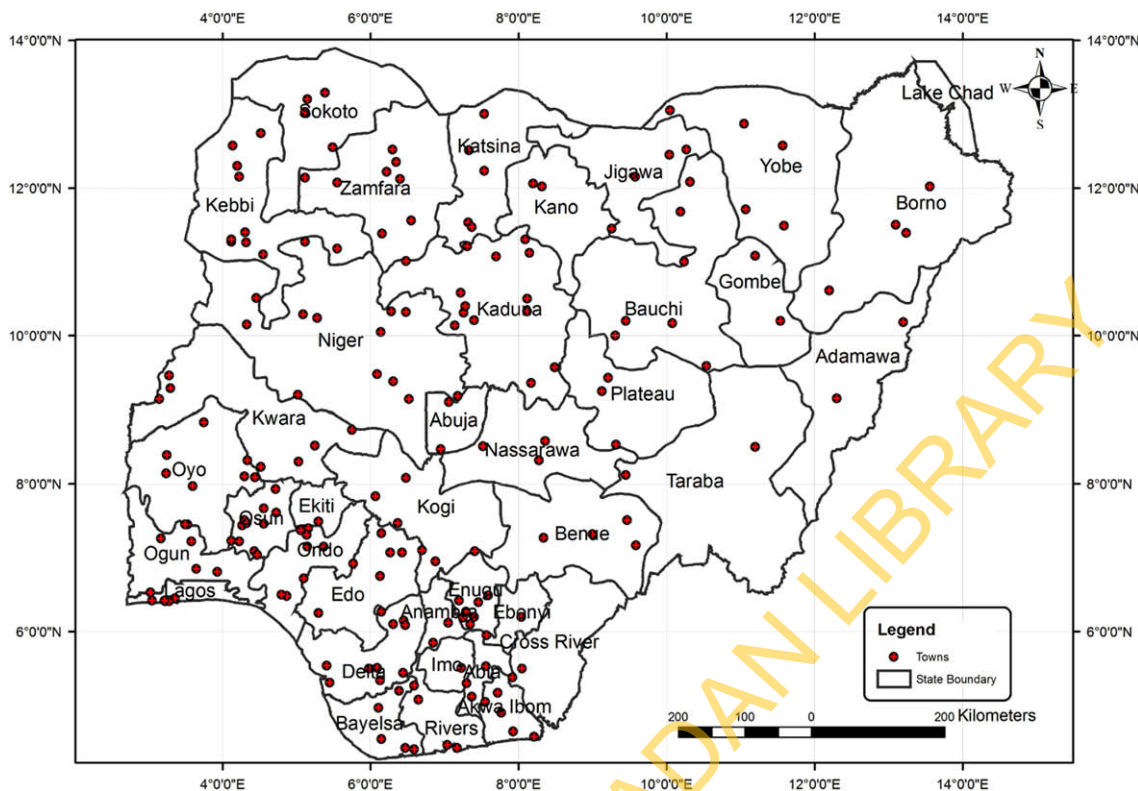 4°0'0"E 6°0'0"E 8°0'0"E 10°0'0"E 12°0'0"E 14°0'0"E
14°0'0"N 14°0'0"N
N
W E
S
Lake Chad
Sokoto
Katsina
Yobe
Jigawa
12°0'0"N 12°0'0"N
Zamfara
Kebbi
Kano
Borno
Gombe
Kaduna
Bauchi
10°0'0"N 10°0'0"N
Niger
Adamawa
Plateau
Kwara
Abuja
Nassarawa
Oyo
Taraba
8°0'0"N 8°0'0"N
Ekiti
Kogi
Osun
Benue
Ogun
Ondo
Lagos
Edo
Enugu
Anambra
Ebonyi
6°0'0"N 6°0'0"N
Cross River
Imo
Abia
Delta
Akwa Ibom
Bayelsa
Rivers
Legend
Towns
State Boundary
200 100 0 200 Kilometers
4°0'0"E 6°0'0"E 8°0'0"E 10°0'0"E 12°0'0"E 14°0'0"E
ADAN LIBRARY